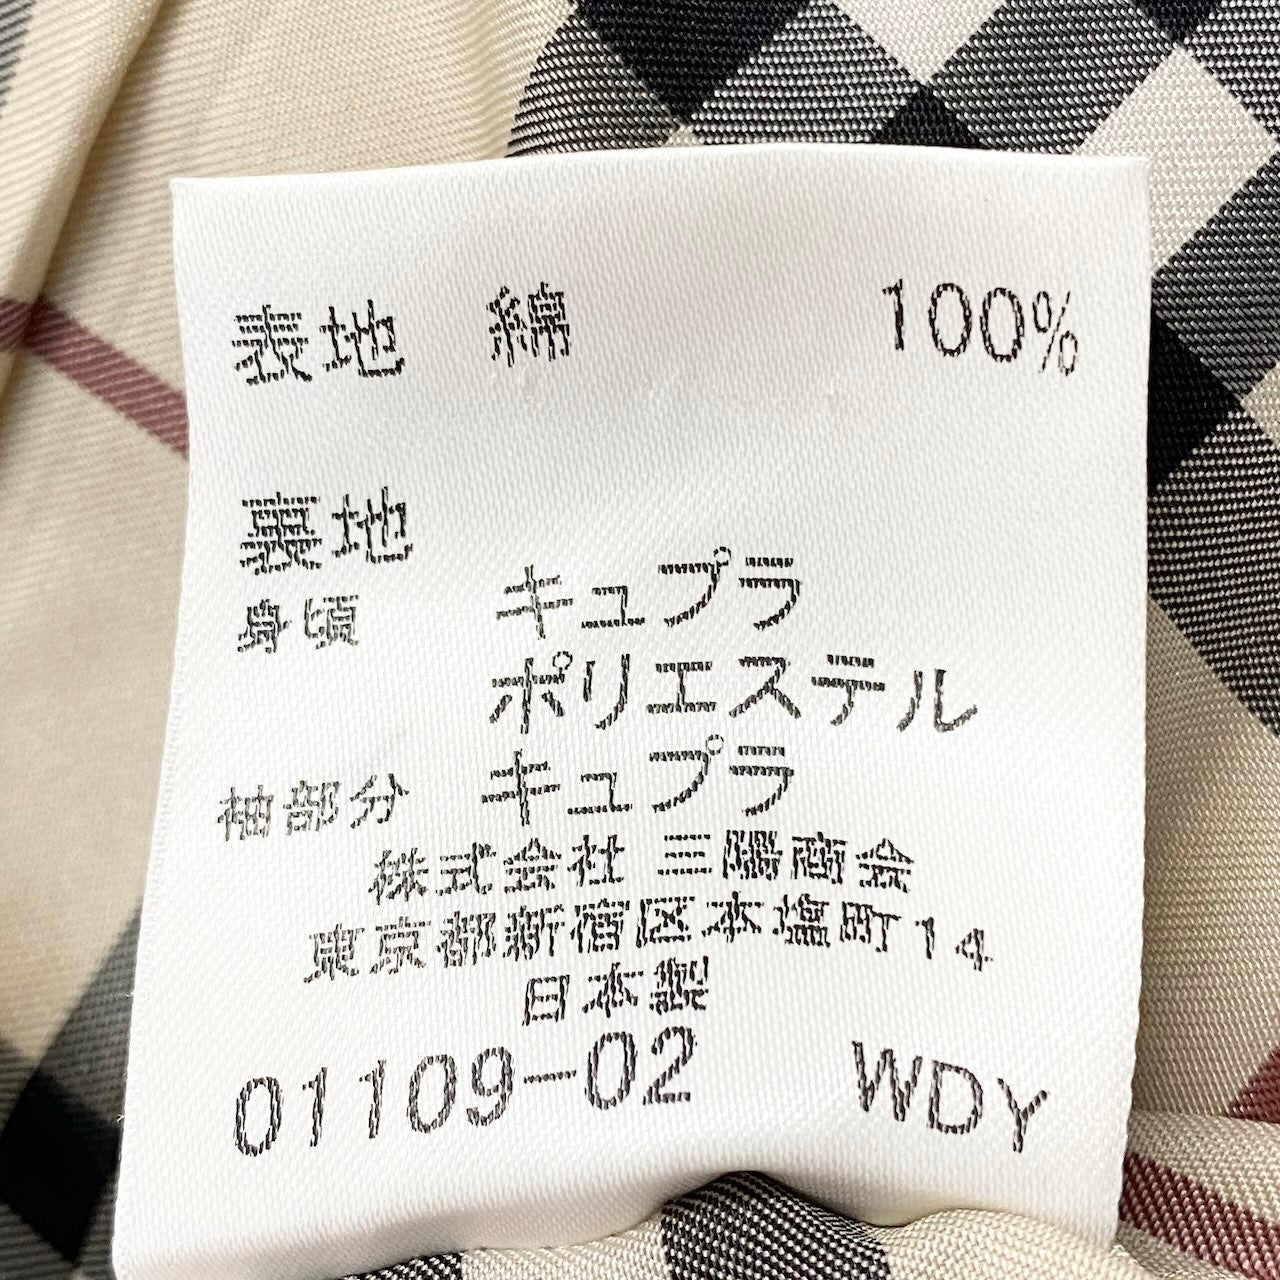 表地 綿 100%
裏地
身頃 キュプラ
ポリエステル
袖部分 キュプラ
株式会社 三陽商会
東京都新宿区本塩町14
日本製
01109-02 WDY